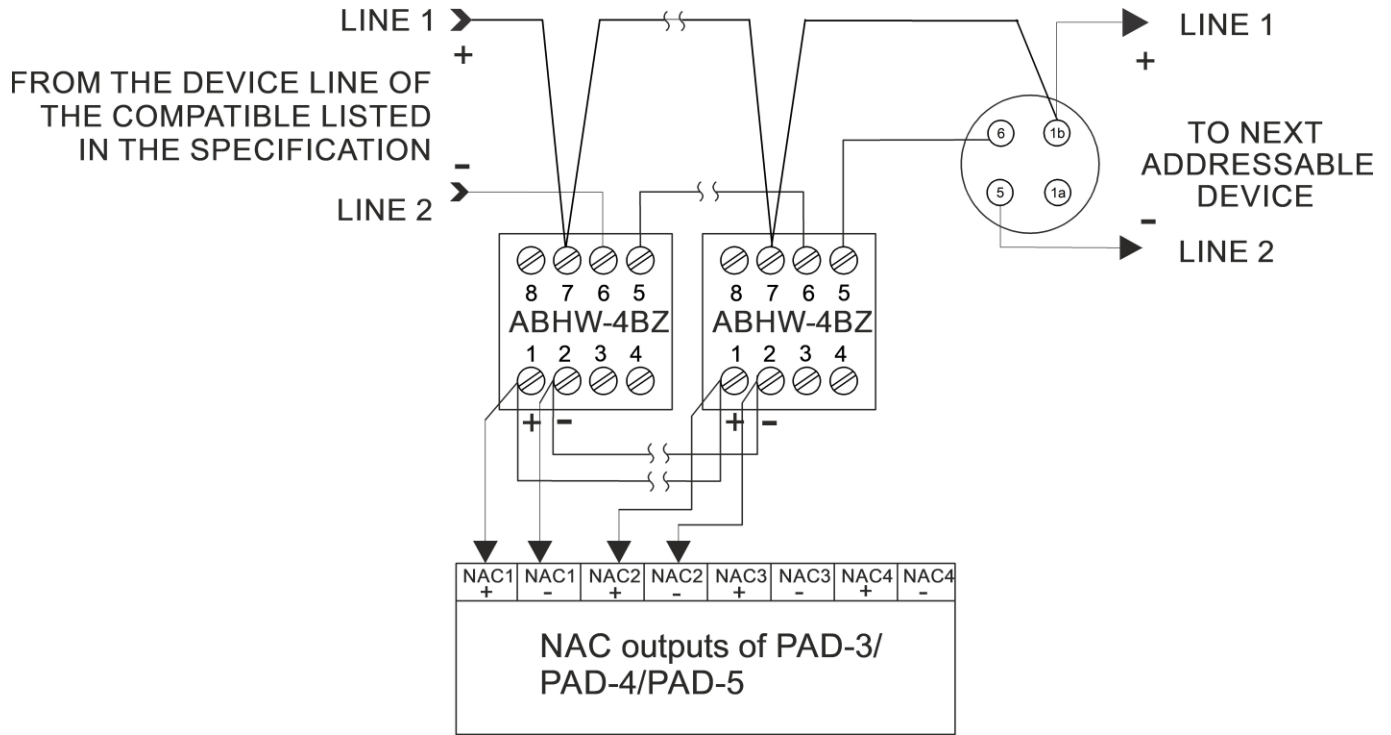 LINE 1
+
FROM THE DEVICE LINE OF
THE COMPATIBLE LISTED
IN THE SPECIFICATION
-
LINE 2
LINE 1
+
TO NEXT
ADDRESSABLE
DEVICE
-
LINE 2
6 1b
5 1a
8 7 6 5
ABHW-4BZ
1 2 3 4
+ -
8 7 6 5
ABHW-4BZ
1 2 3 4
+ -
NAC1 NAC1 NAC2 NAC2 NAC3 NAC3 NAC4 NAC4
+ - + - + - + -
NAC outputs of PAD-3/
PAD-4/PAD-5